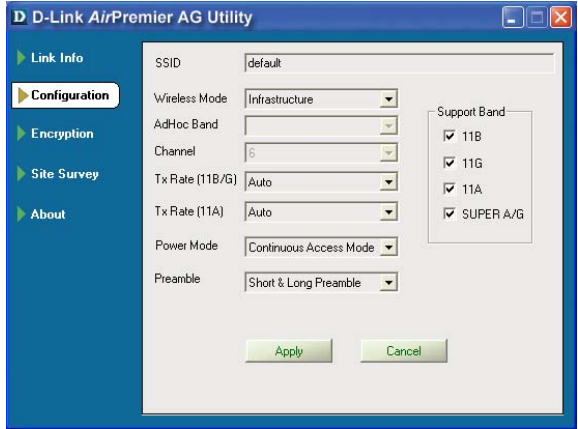 D D-Link AirPremier AG Utility
Link Info
Configuration
Encryption
Site Survey
About
SSID default
Wireless Mode Infrastructure
AdHoc Band
Channel 6
Tx Rate (11B/G) Auto
Tx Rate (11A) Auto
Power Mode Continuous Access Mode
Preamble Short & Long Preamble
Support Band
11B
11G
11A
SUPER A/G
Apply Cancel